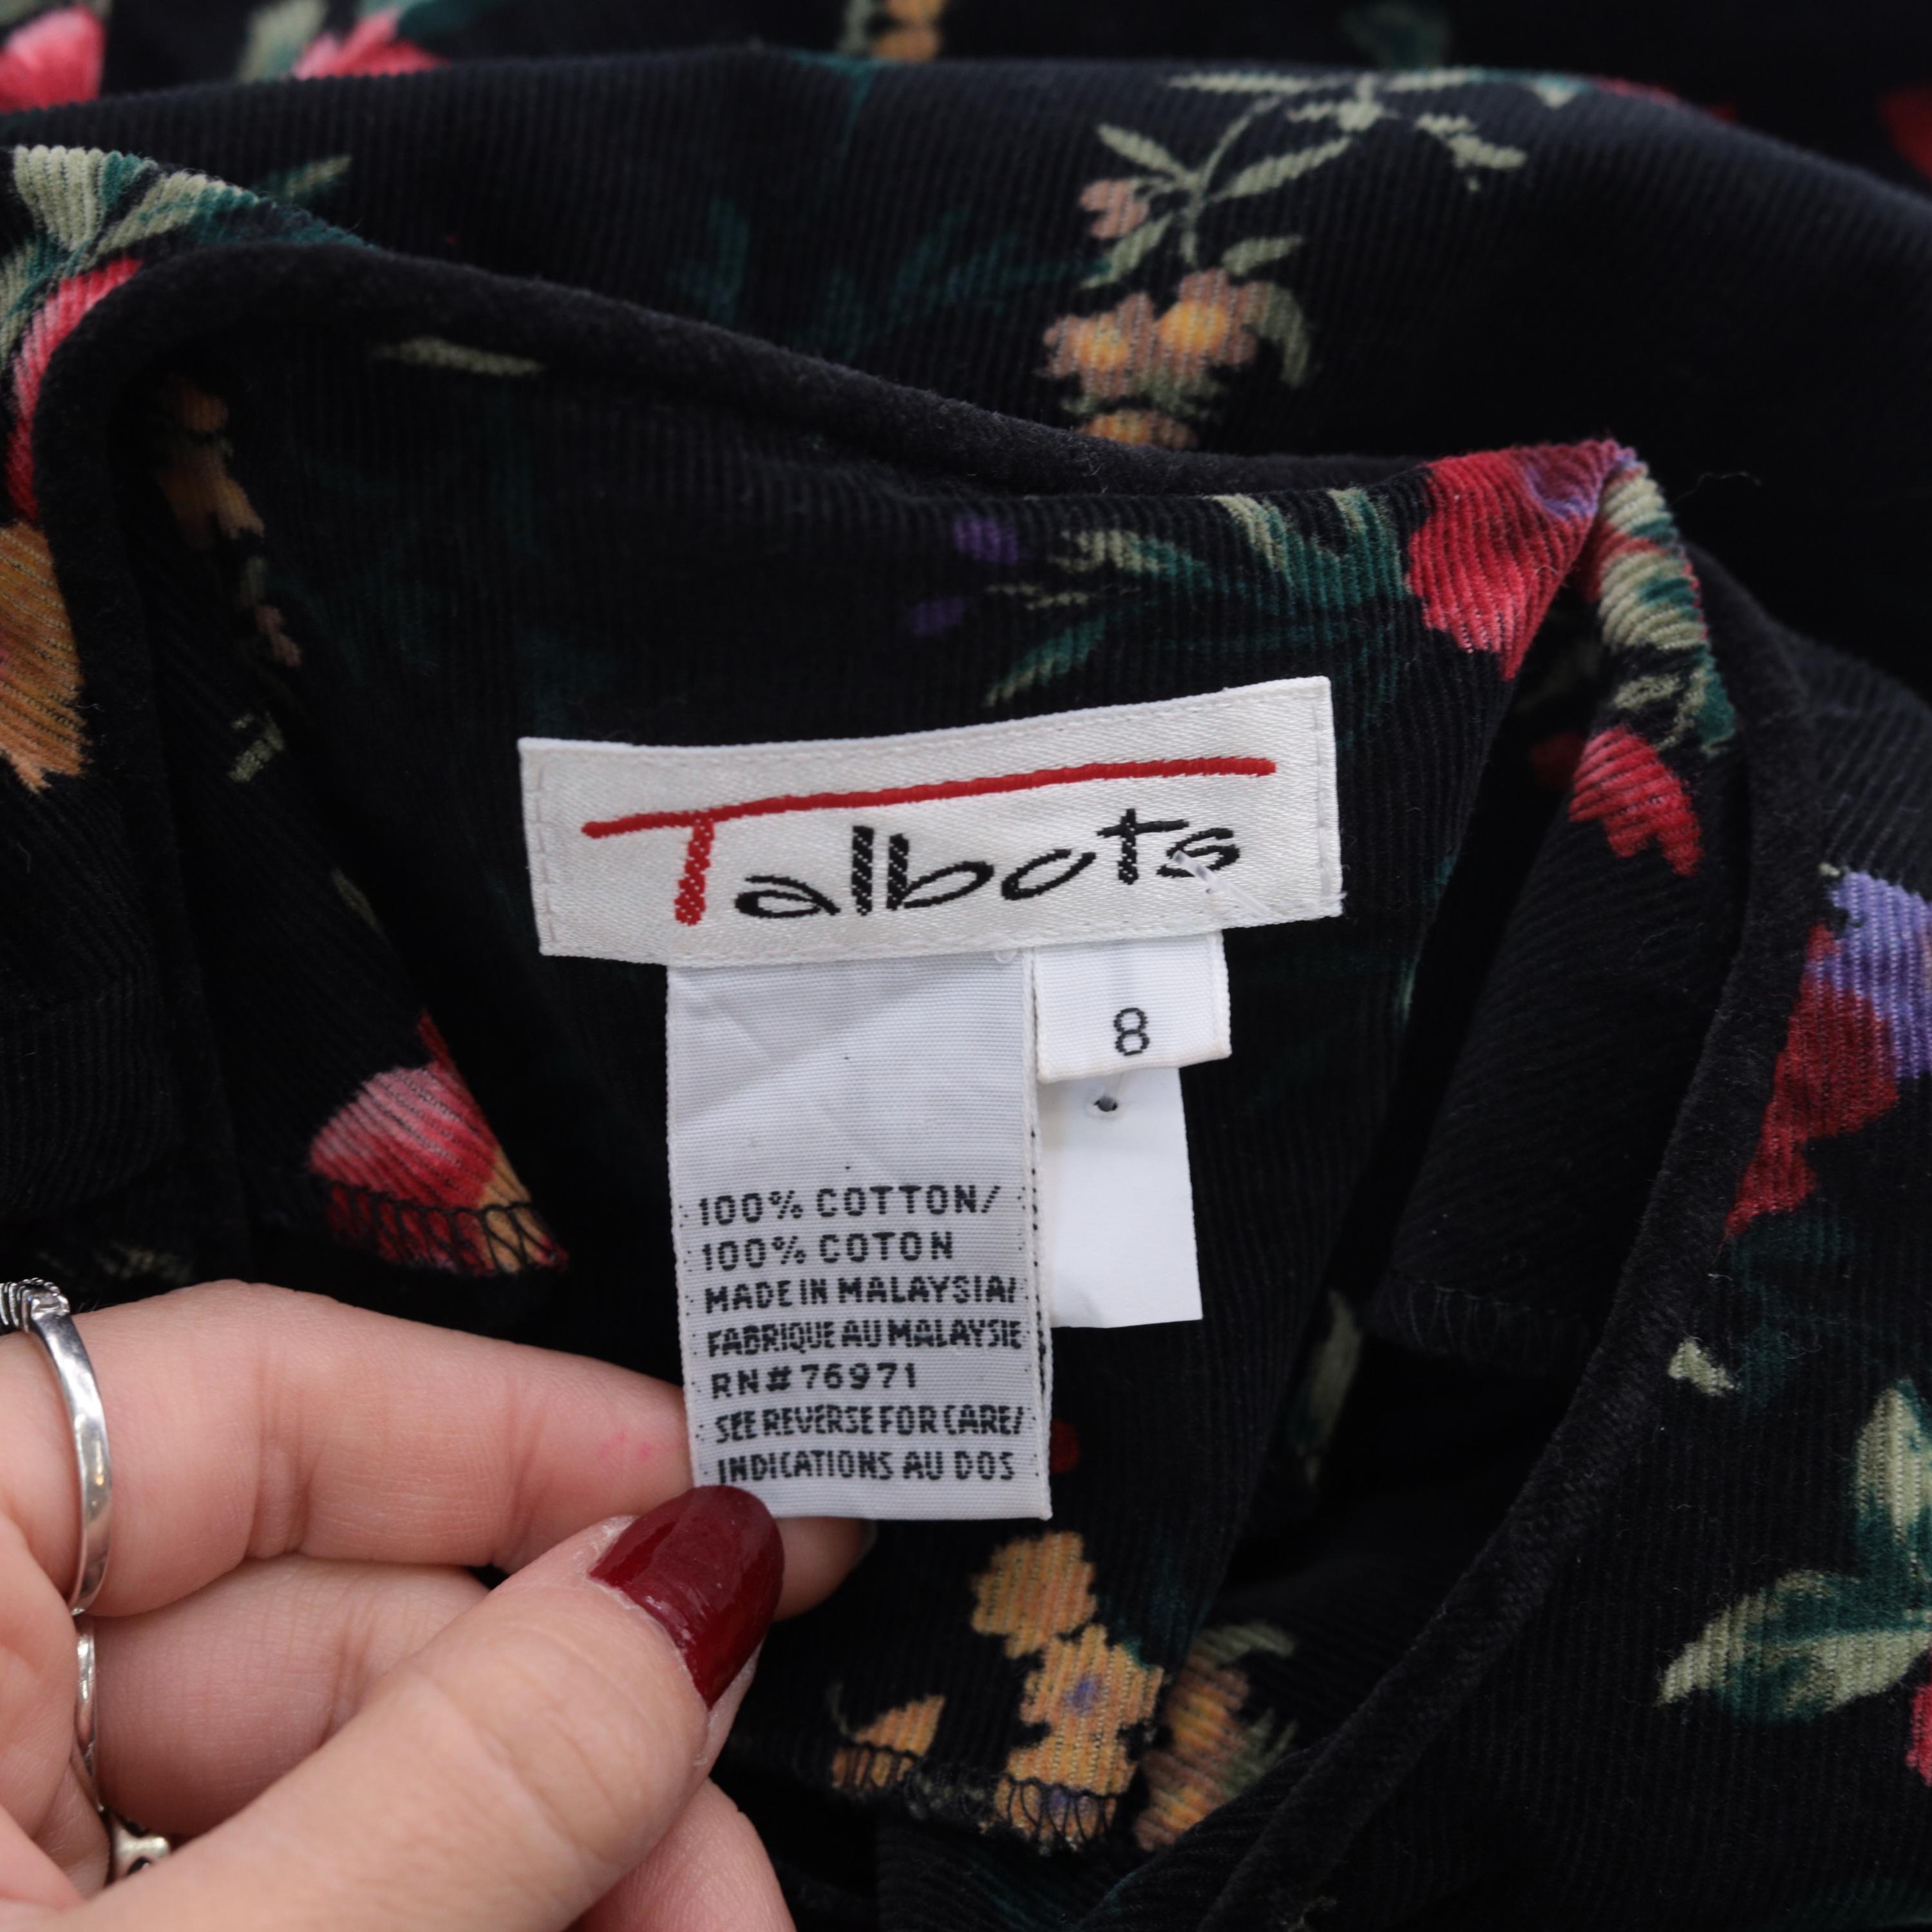 Talbots
8
100% COTTON/
100% COTON
MADE IN MALAYSIA/
FABRIQUE AU MALAYSIE
RN# 76971
SEE REVERSE FOR CARE/
INDICATIONS AU DOS